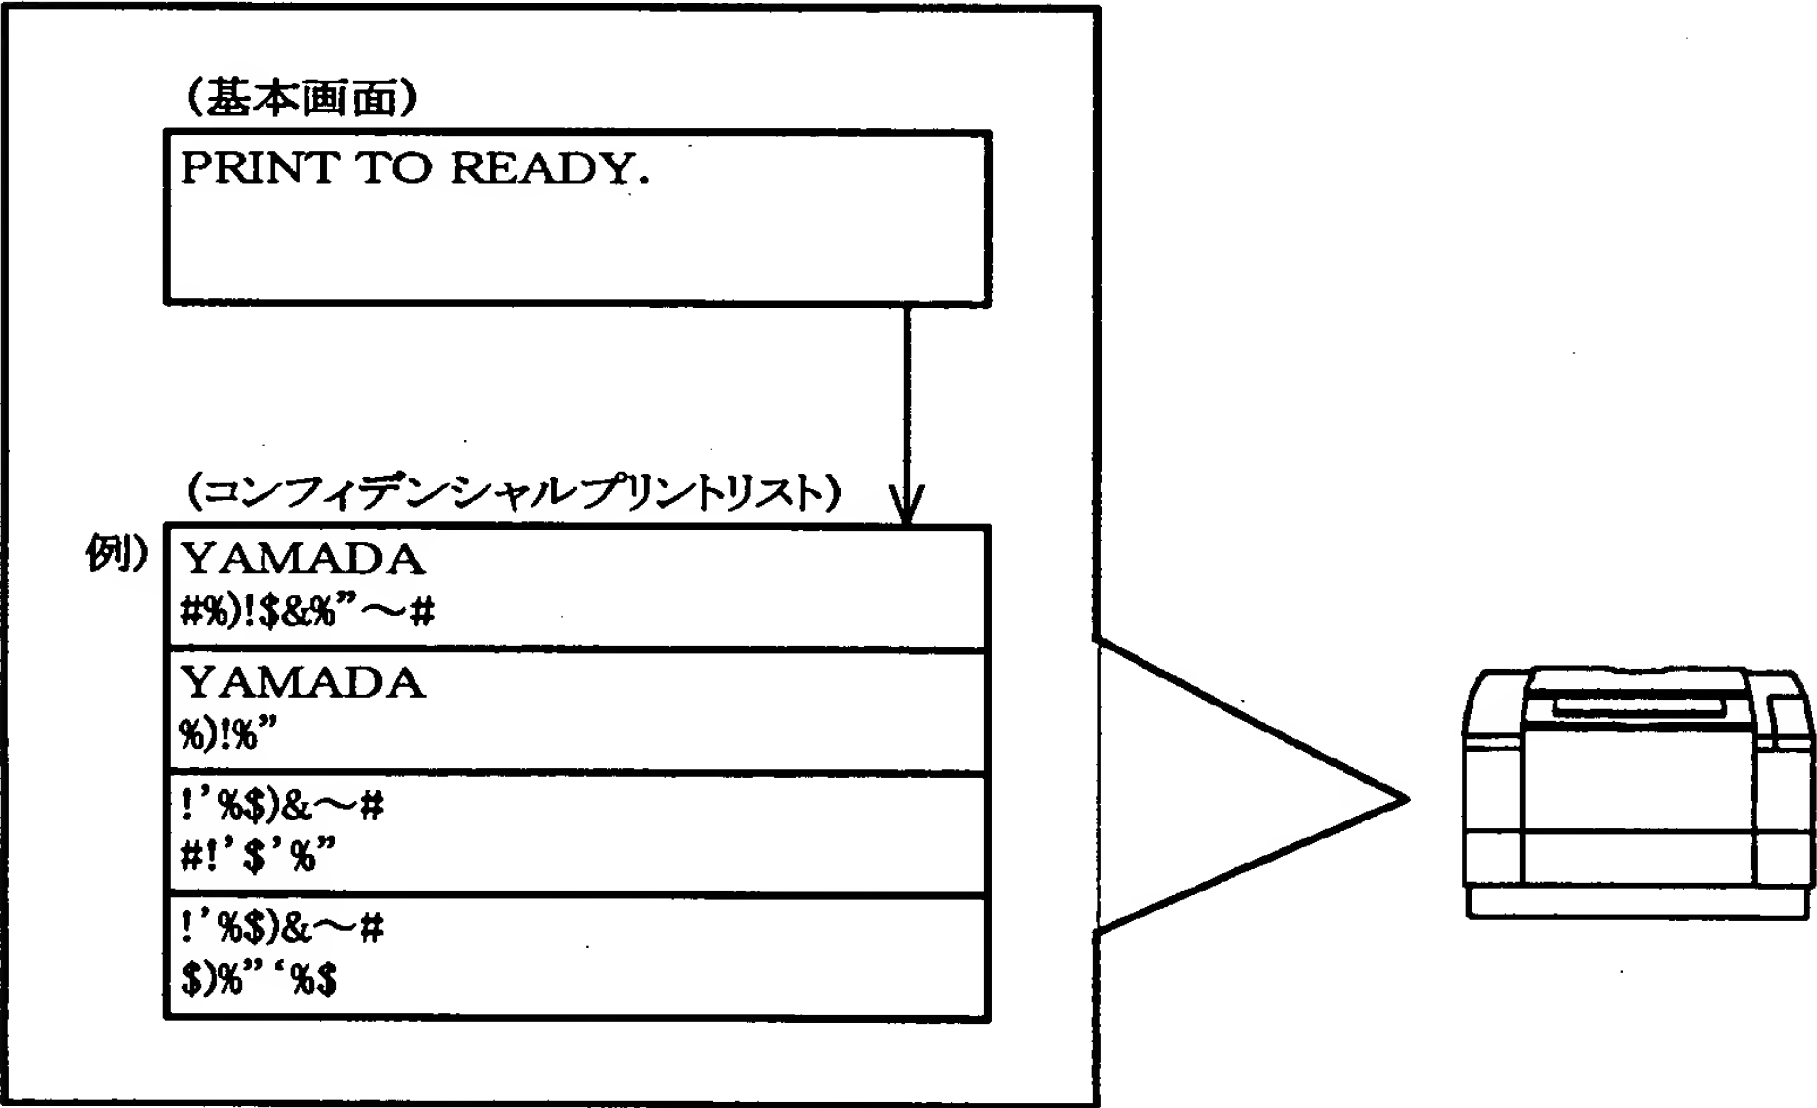 (基本画面)
PRINT TO READY.
(コンフィデンシャルプリントリスト)
例)
YAMADA
#%)!$&%”～#
YAMADA
%)!%”
!’%$)&～#
#!’$’%”
!’%$)&～#
$)%”‘%$